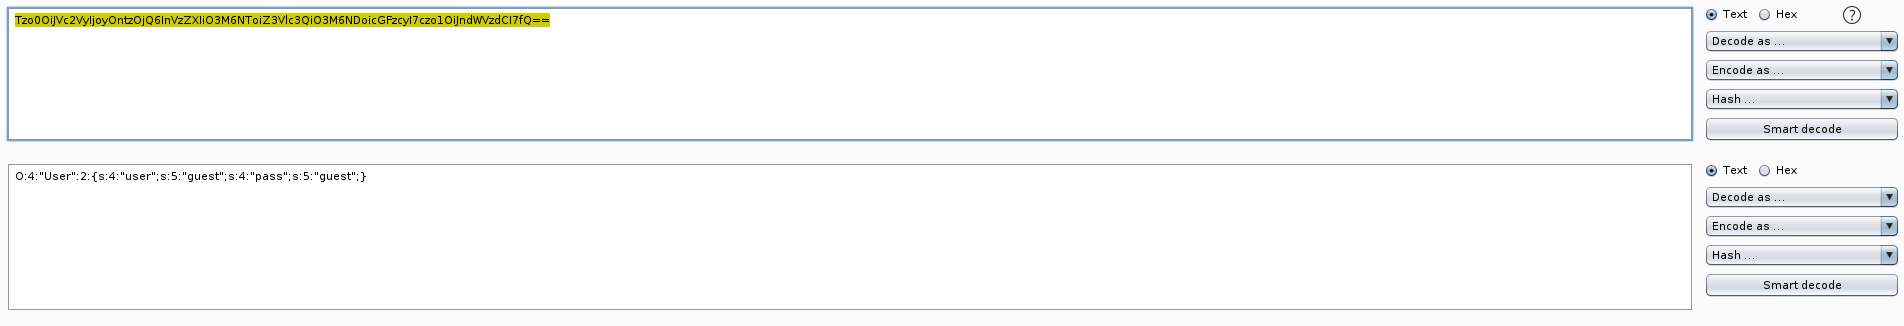 Tzo0OiJVc2VyIjoyOntzOjQ6InVzZXIiO3M6NToiZ3Vlc3QiO3M6NDoicGFzcyI7czo1OiJndWVzdCI7fQ==
Text Hex ?
Decode as ...
Encode as ...
Hash ...
Smart decode
O:4:"User":2:{s:4:"user";s:5:"guest";s:4:"pass";s:5:"guest";}
Text Hex
Decode as ...
Encode as ...
Hash ...
Smart decode